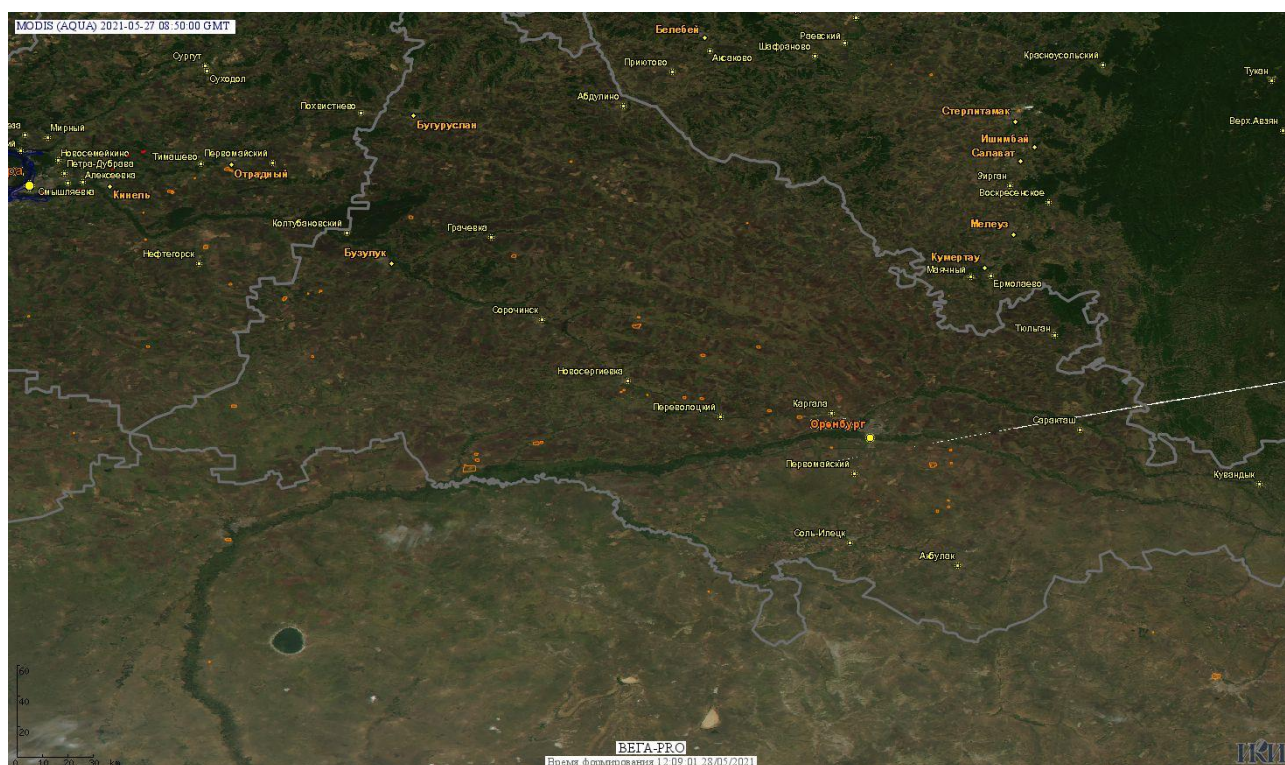 MODIS (AQUA) 2021-05-27 08:50:00 GMT
Белебей
Раевский
Шафраново
Аксаково
Приютово
Красноусольский
Тукан
Сургут
Суходол
Абдулино
Похвистнево
Бугуруслан
Стерлитамак
Верх.Авзян
Мирный
Ишимбай
Салават
Новосемейкино
Тимашево
Первомайский
Петра-Дубрава
Отрадный
Алексеевка
Смышляевка
Кинель
Зирган
Воскресенское
Колтубановский
Грачевка
Мелеуз
Нефтегорск
Бузулук
Кумертау
Маячный
Ермолаево
Сорочинск
Тюльган
Новосергиевка
Переволоцкий
Каргала
Оренбург
Саракташ
Первомайский
Кувандык
Соль-Илецк
Акбулак
60
40
20
0 10 20 30 км
ВЕГА-PRO
Время формирования 12:09:01 28/05/2021
ИКИ